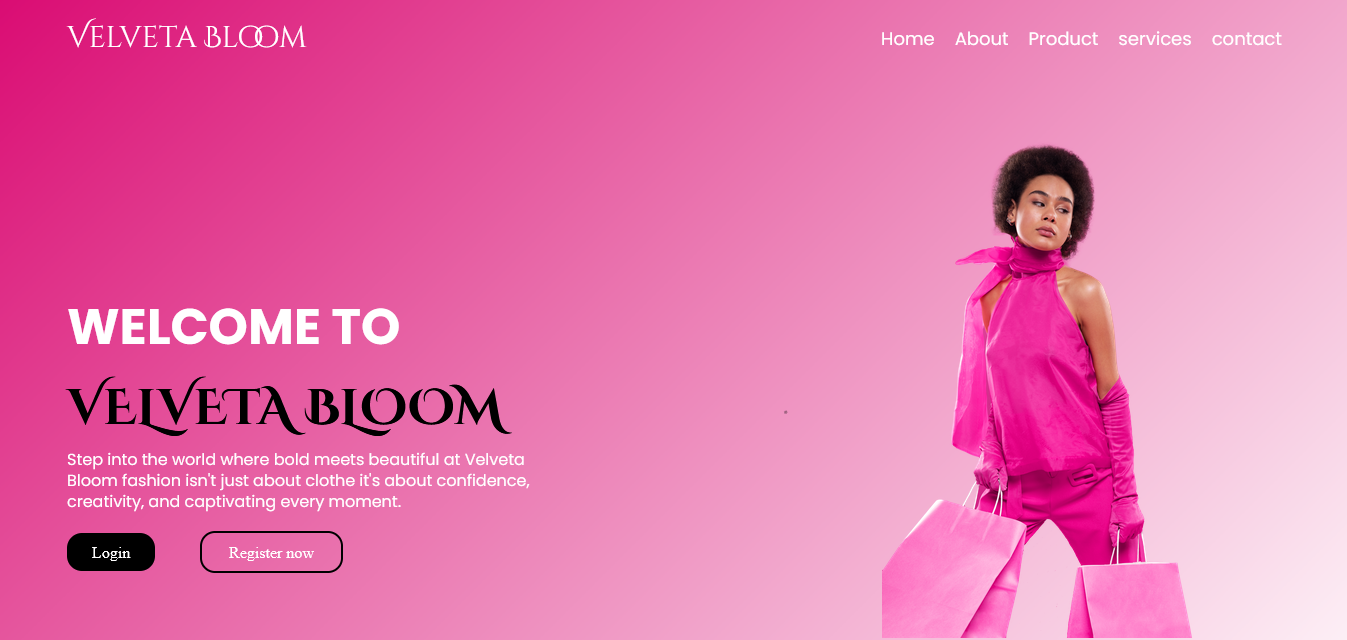 VELVETA BLOOM
Home About Product services contact
WELCOME TO
VELVETA BLOOM
Step into the world where bold meets beautiful at Velveta
Bloom fashion isn't just about clothe it's about confidence,
creativity, and captivating every moment.
Login Register now